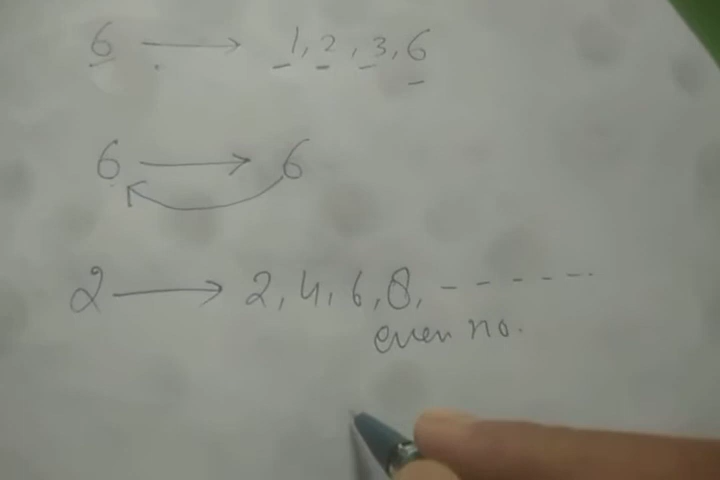 6 → 1, 2, 3, 6
6 → 6
2 → 2, 4, 6, 8, ------
even no.